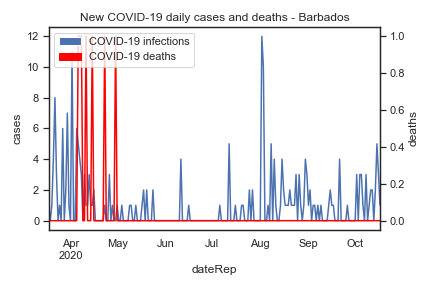 New COVID-19 daily cases and deaths - Barbados
COVID-19 infections
COVID-19 deaths
12
10
8
6
4
2
0
cases
1.0
0.8
0.6
0.4
0.2
0.0
deaths
Apr May Jun Jul Aug Sep Oct
2020
dateRep